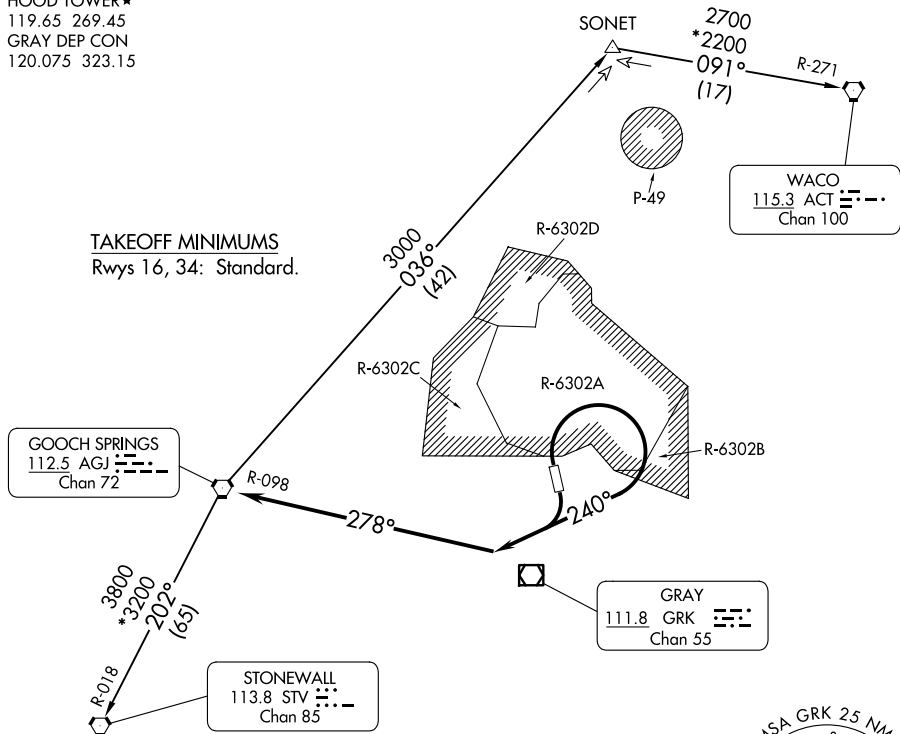 HOOD TOWER★
119.65 269.45
GRAY DEP CON
120.075 323.15
SONET
2700
*2200
091°
(17)
R-271
WACO
115.3 ACT
Chan 100
P-49
TAKEOFF MINIMUMS
Rwys 16, 34: Standard.
3000
036°
(42)
R-6302D
R-6302C
R-6302A
R-6302B
GOOCH SPRINGS
112.5 AGJ
Chan 72
R-098
278°
240°
GRAY
111.8 GRK
Chan 55
3800
*3200
202°
(65)
R-018
STONEWALL
113.8 STV
Chan 85
MSA GRK 25 NM